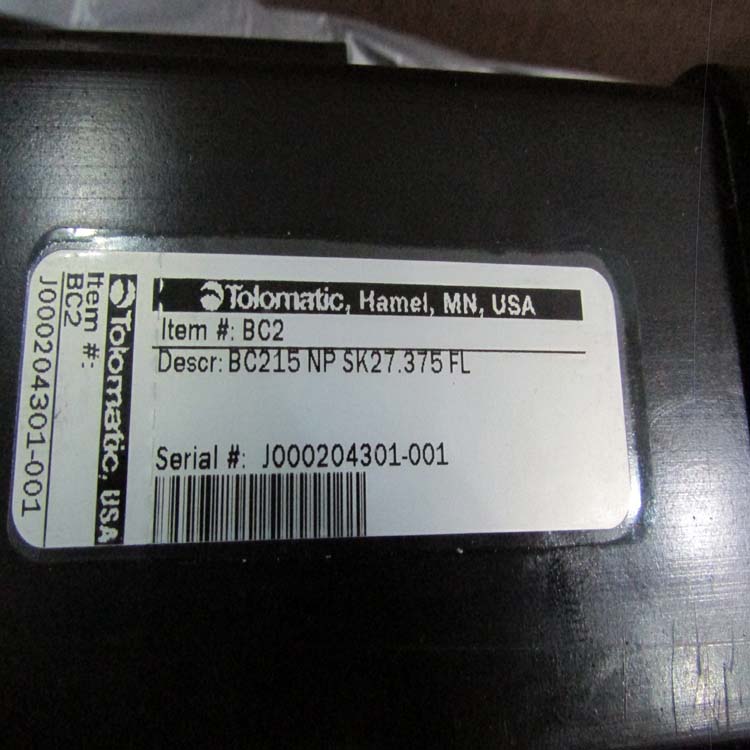 Tolomatic, Hamel, MN, USA
Item #: BC2
Descr: BC215 NP SK27.375 FL
Serial #: J000204301-001
Tolomatic, USA
Item #:
BC2
J000204301-001